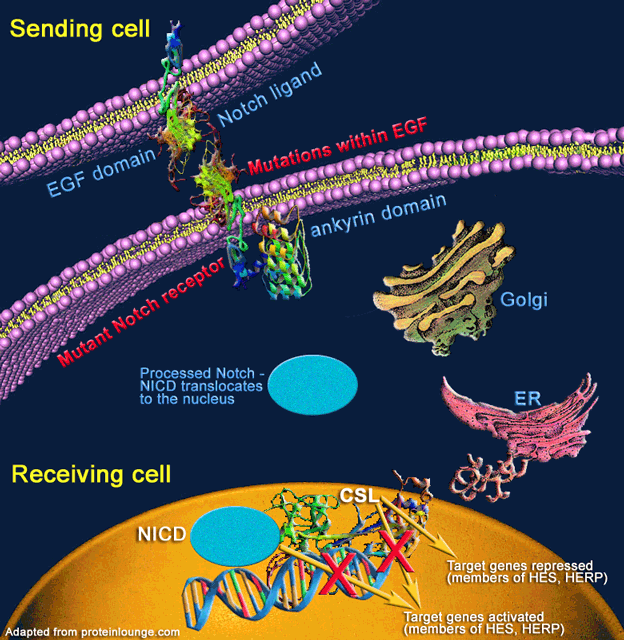 Sending cell
Notch ligand
EGF domain
Mutations within EGF
ankyrin domain
Mutant Notch receptor
Golgi
Processed Notch -
NICD translocates
to the nucleus
ER
Receiving cell
CSL
NICD
Target genes repressed
(members of HES, HERP)
Target genes activated
(members of HES, HERP)
Adapted from proteinlounge.com